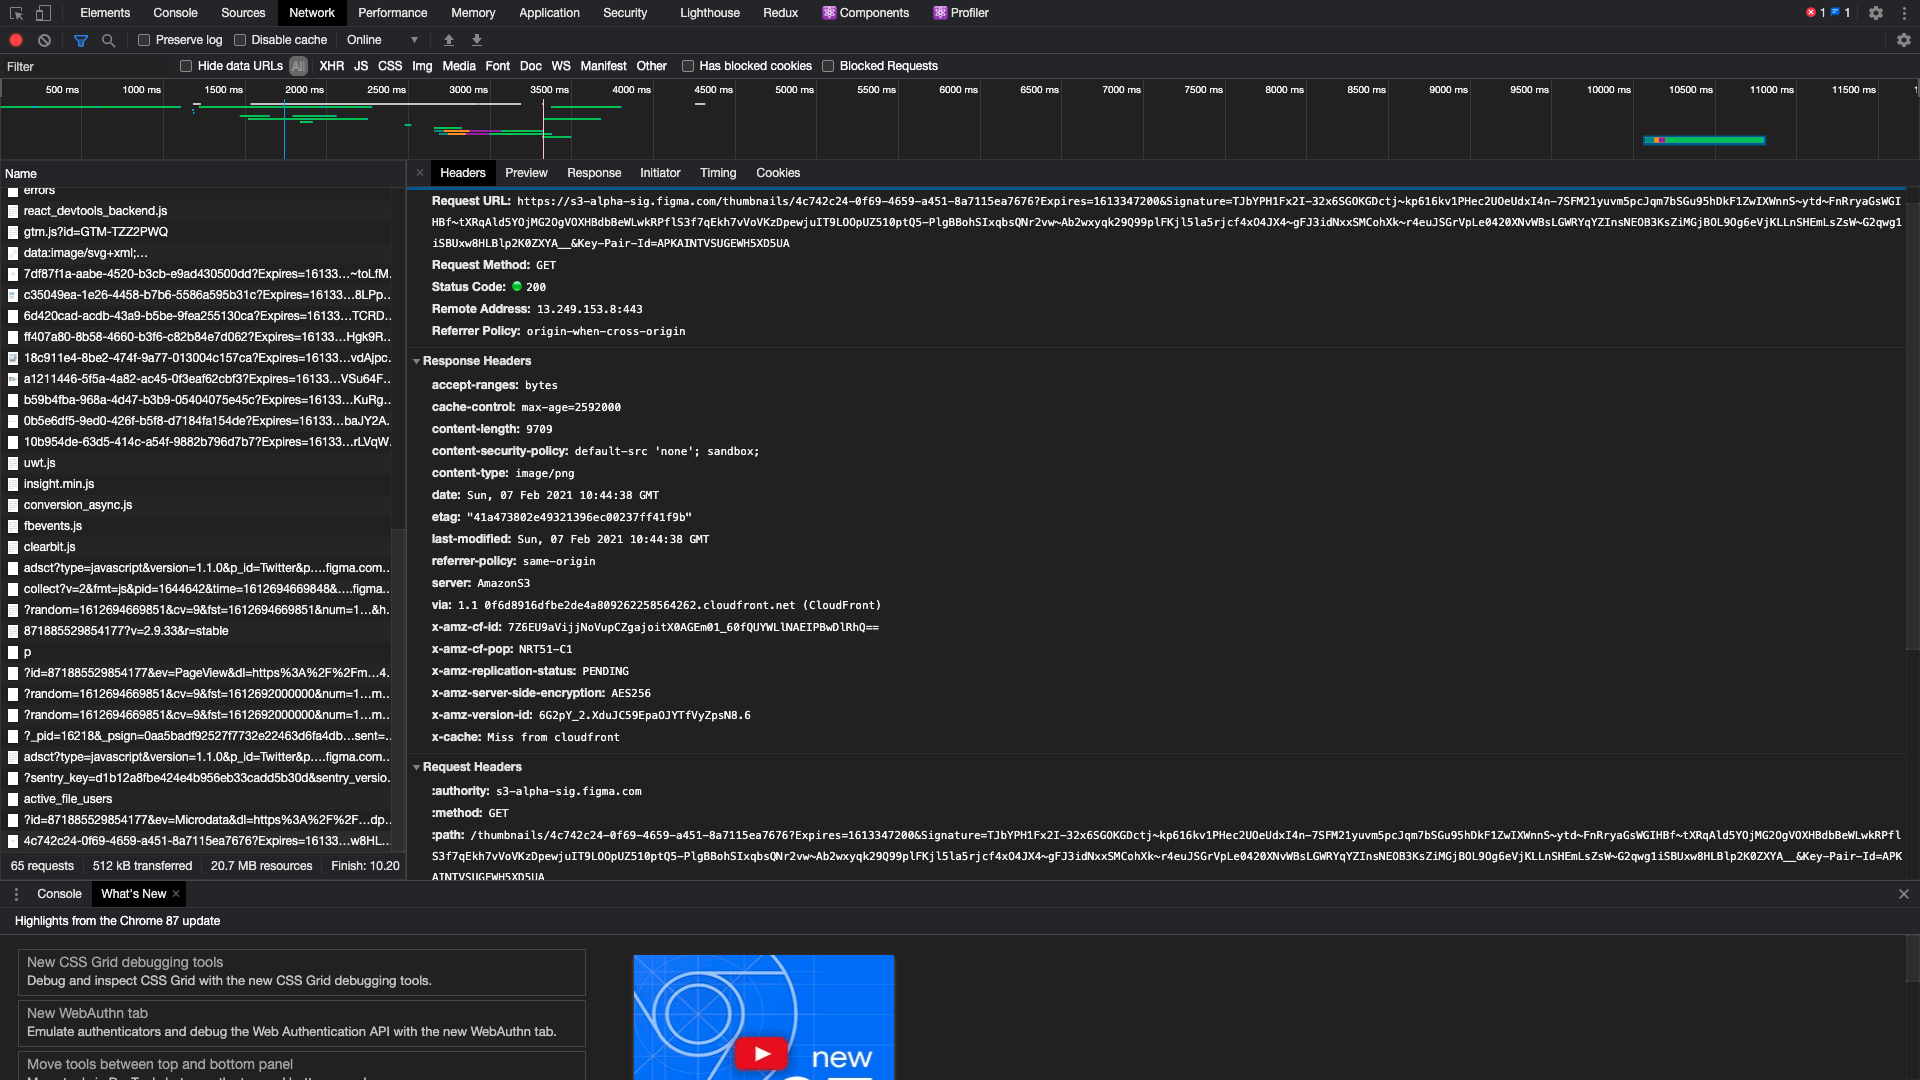 Elements Console Sources Network Performance Memory Application Security Lighthouse Redux Components Profiler 1 1
Preserve log Disable cache Online
Filter Hide data URLs All XHR JS CSS Img Media Font Doc WS Manifest Other Has blocked cookies Blocked Requests
500 ms 1000 ms 1500 ms 2000 ms 2500 ms 3000 ms 3500 ms 4000 ms 4500 ms 5000 ms 5500 ms 6000 ms 6500 ms 7000 ms 7500 ms 8000 ms 8500 ms 9000 ms 9500 ms 10000 ms 10500 ms 11000 ms 11500 ms
Name
errors
react_devtools_backend.js
gtm.js?id=GTM-TZZ2PWQ
data:image/svg+xml;…
7df87f1a-aabe-4520-b3cb-e9ad430500dd?Expires=16133…~toLfM…
c35049ea-1e26-4458-b7b6-5586a595b31c?Expires=16133…8LPp…
6d420cad-acdb-43a9-b5be-9fea255130ca?Expires=16133…TCRD…
ff407a80-8b58-4660-b3f6-c82b84e7d062?Expires=16133…Hgk9R…
18c911e4-8be2-474f-9a77-013004c157ca?Expires=16133…vdAjpc…
a1211446-5f5a-4a82-ac45-0f3eaf62cbf3?Expires=16133…VSu64F…
b59b4fba-968a-4d47-b3b9-05404075e45c?Expires=16133…KuRg…
0b5e6df5-9ed0-426f-b5f8-d7184fa154de?Expires=16133…baJY2A…
10b954de-63d5-414c-a54f-9882b796d7b7?Expires=16133…rLVqW…
uwt.js
insight.min.js
conversion_async.js
fbevents.js
clearbit.js
adsct?type=javascript&version=1.1.0&p_id=Twitter&p….figma.com…
collect?v=2&fmt=js&pid=1644642&time=1612694669848&….figma…
?random=1612694669851&cv=9&fst=1612694669851&num=1…&h…
871885529854177?v=2.9.33&r=stable
p
?id=871885529854177&ev=PageView&dl=https%3A%2F%2Fm…4…
?random=1612694669851&cv=9&fst=1612692000000&num=1…m…
?random=1612694669851&cv=9&fst=1612692000000&num=1…m…
?_pid=16218&_psign=0aa5badf92527f7732e22463d6fa4db…sent=…
adsct?type=javascript&version=1.1.0&p_id=Twitter&p….figma.com…
?sentry_key=d1b12a8fbe424e4b956eb33cadd5b30d&sentry_versio…
active_file_users
?id=871885529854177&ev=Microdata&dl=https%3A%2F%2F…dp…
4c742c24-0f69-4659-a451-8a7115ea7676?Expires=16133…w8HL…
65 requests 512 kB transferred 20.7 MB resources Finish: 10.20
Headers Preview Response Initiator Timing Cookies
Request URL: https://s3-alpha-sig.figma.com/thumbnails/4c742c24-0f69-4659-a451-8a7115ea7676?Expires=1613347200&Signature=TJbYPH1Fx2I-32x6SGOKGDctj~kp616kv1PHec2UOeUdxI4n-7SFM21yuvm5pcJqm7bSGu95hDkF1ZwIXWnnS~ytd~FnRryaGsWGI
HBf~tXRqAld5YOjMG2OgVOXHBdbBeWLwkRPflS3f7qEkh7vVoVKzDpewjuIT9LOOpUZ510ptQ5-PlgBBohSIxqbsQNr2vw~Ab2wxyqk29Q99plFKjl5la5rjcf4xO4JX4~gFJ3idNxxSMCohXk~r4euJSGrVpLe0420XNvWBsLGWRYqYZInsNEOB3KsZiMGjBOL9Og6eVjKLLnSHEmLsZsW~G2qwg1
iSBUxw8HLBlp2K0ZXYA__&Key-Pair-Id=APKAINTVSUGEWH5XD5UA
Request Method: GET
Status Code: 200
Remote Address: 13.249.153.8:443
Referrer Policy: origin-when-cross-origin
Response Headers
accept-ranges: bytes
cache-control: max-age=2592000
content-length: 9709
content-security-policy: default-src 'none'; sandbox;
content-type: image/png
date: Sun, 07 Feb 2021 10:44:38 GMT
etag: "41a473802e49321396ec00237ff41f9b"
last-modified: Sun, 07 Feb 2021 10:44:38 GMT
referrer-policy: same-origin
server: AmazonS3
via: 1.1 0f6d8916dfbe2de4a809262258564262.cloudfront.net (CloudFront)
x-amz-cf-id: 7Z6EU9aVijjNoVupCZgajoitX0AGEm01_60fQUYWLlNAEIPBwDlRhQ==
x-amz-cf-pop: NRT51-C1
x-amz-replication-status: PENDING
x-amz-server-side-encryption: AES256
x-amz-version-id: 6G2pY_2.XduJC59EpaOJYTfVyZpsN8.6
x-cache: Miss from cloudfront
Request Headers
:authority: s3-alpha-sig.figma.com
:method: GET
:path: /thumbnails/4c742c24-0f69-4659-a451-8a7115ea7676?Expires=1613347200&Signature=TJbYPH1Fx2I-32x6SGOKGDctj~kp616kv1PHec2UOeUdxI4n-7SFM21yuvm5pcJqm7bSGu95hDkF1ZwIXWnnS~ytd~FnRryaGsWGIHBf~tXRqAld5YOjMG2OgVOXHBdbBeWLwkRPfl
S3f7qEkh7vVoVKzDpewjuIT9LOOpUZ510ptQ5-PlgBBohSIxqbsQNr2vw~Ab2wxyqk29Q99plFKjl5la5rjcf4xO4JX4~gFJ3idNxxSMCohXk~r4euJSGrVpLe0420XNvWBsLGWRYqYZInsNEOB3KsZiMGjBOL9Og6eVjKLLnSHEmLsZsW~G2qwg1iSBUxw8HLBlp2K0ZXYA__&Key-Pair-Id=APK
AINTVSUGEWH5XD5UA
Console What's New
Highlights from the Chrome 87 update
New CSS Grid debugging tools
Debug and inspect CSS Grid with the new CSS Grid debugging tools.
New WebAuthn tab
Emulate authenticators and debug the Web Authentication API with the new WebAuthn tab.
Move tools between top and bottom panel
new